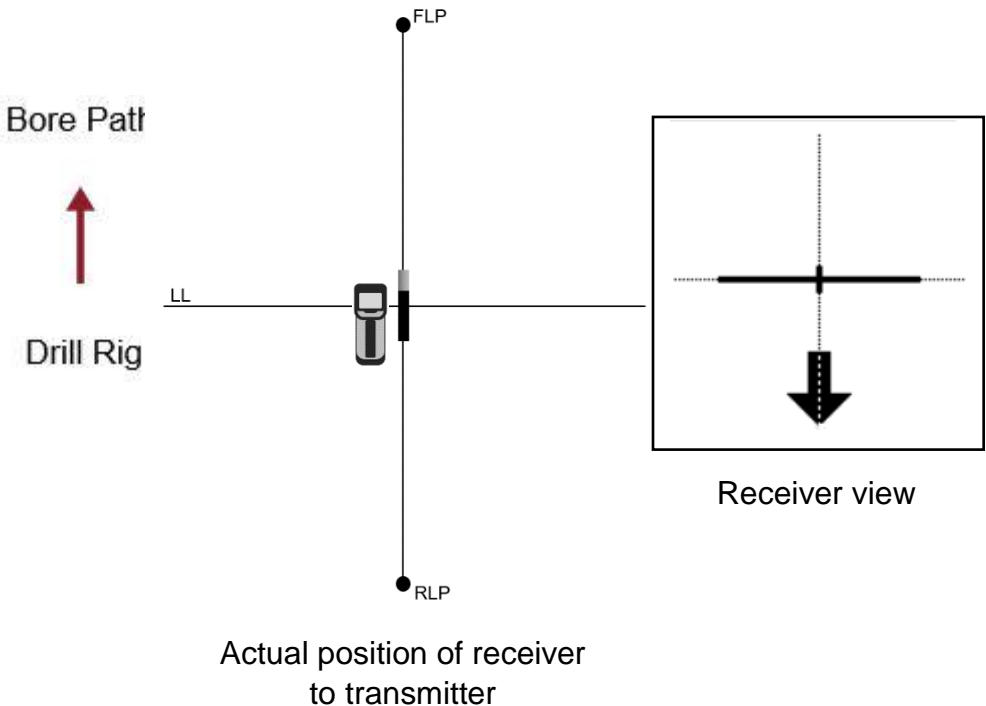 FLP
Bore Path
LL
Drill Rig
Receiver view
RLP
Actual position of receiver
to transmitter